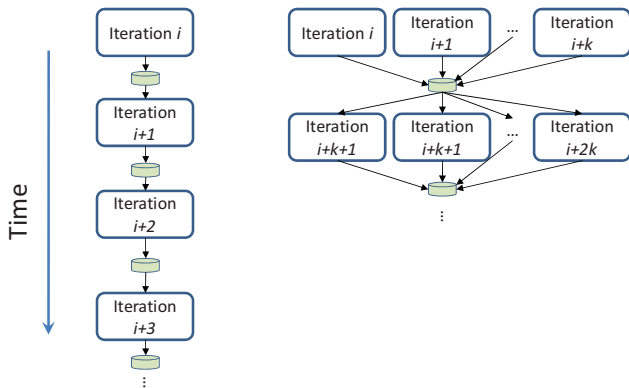 Time
Iteration i
Iteration
i+1
Iteration
i+2
Iteration
i+3
...
Iteration i
Iteration
i+1
...
Iteration
i+k
Iteration
i+k+1
Iteration
i+k+1
...
Iteration
i+2k
...